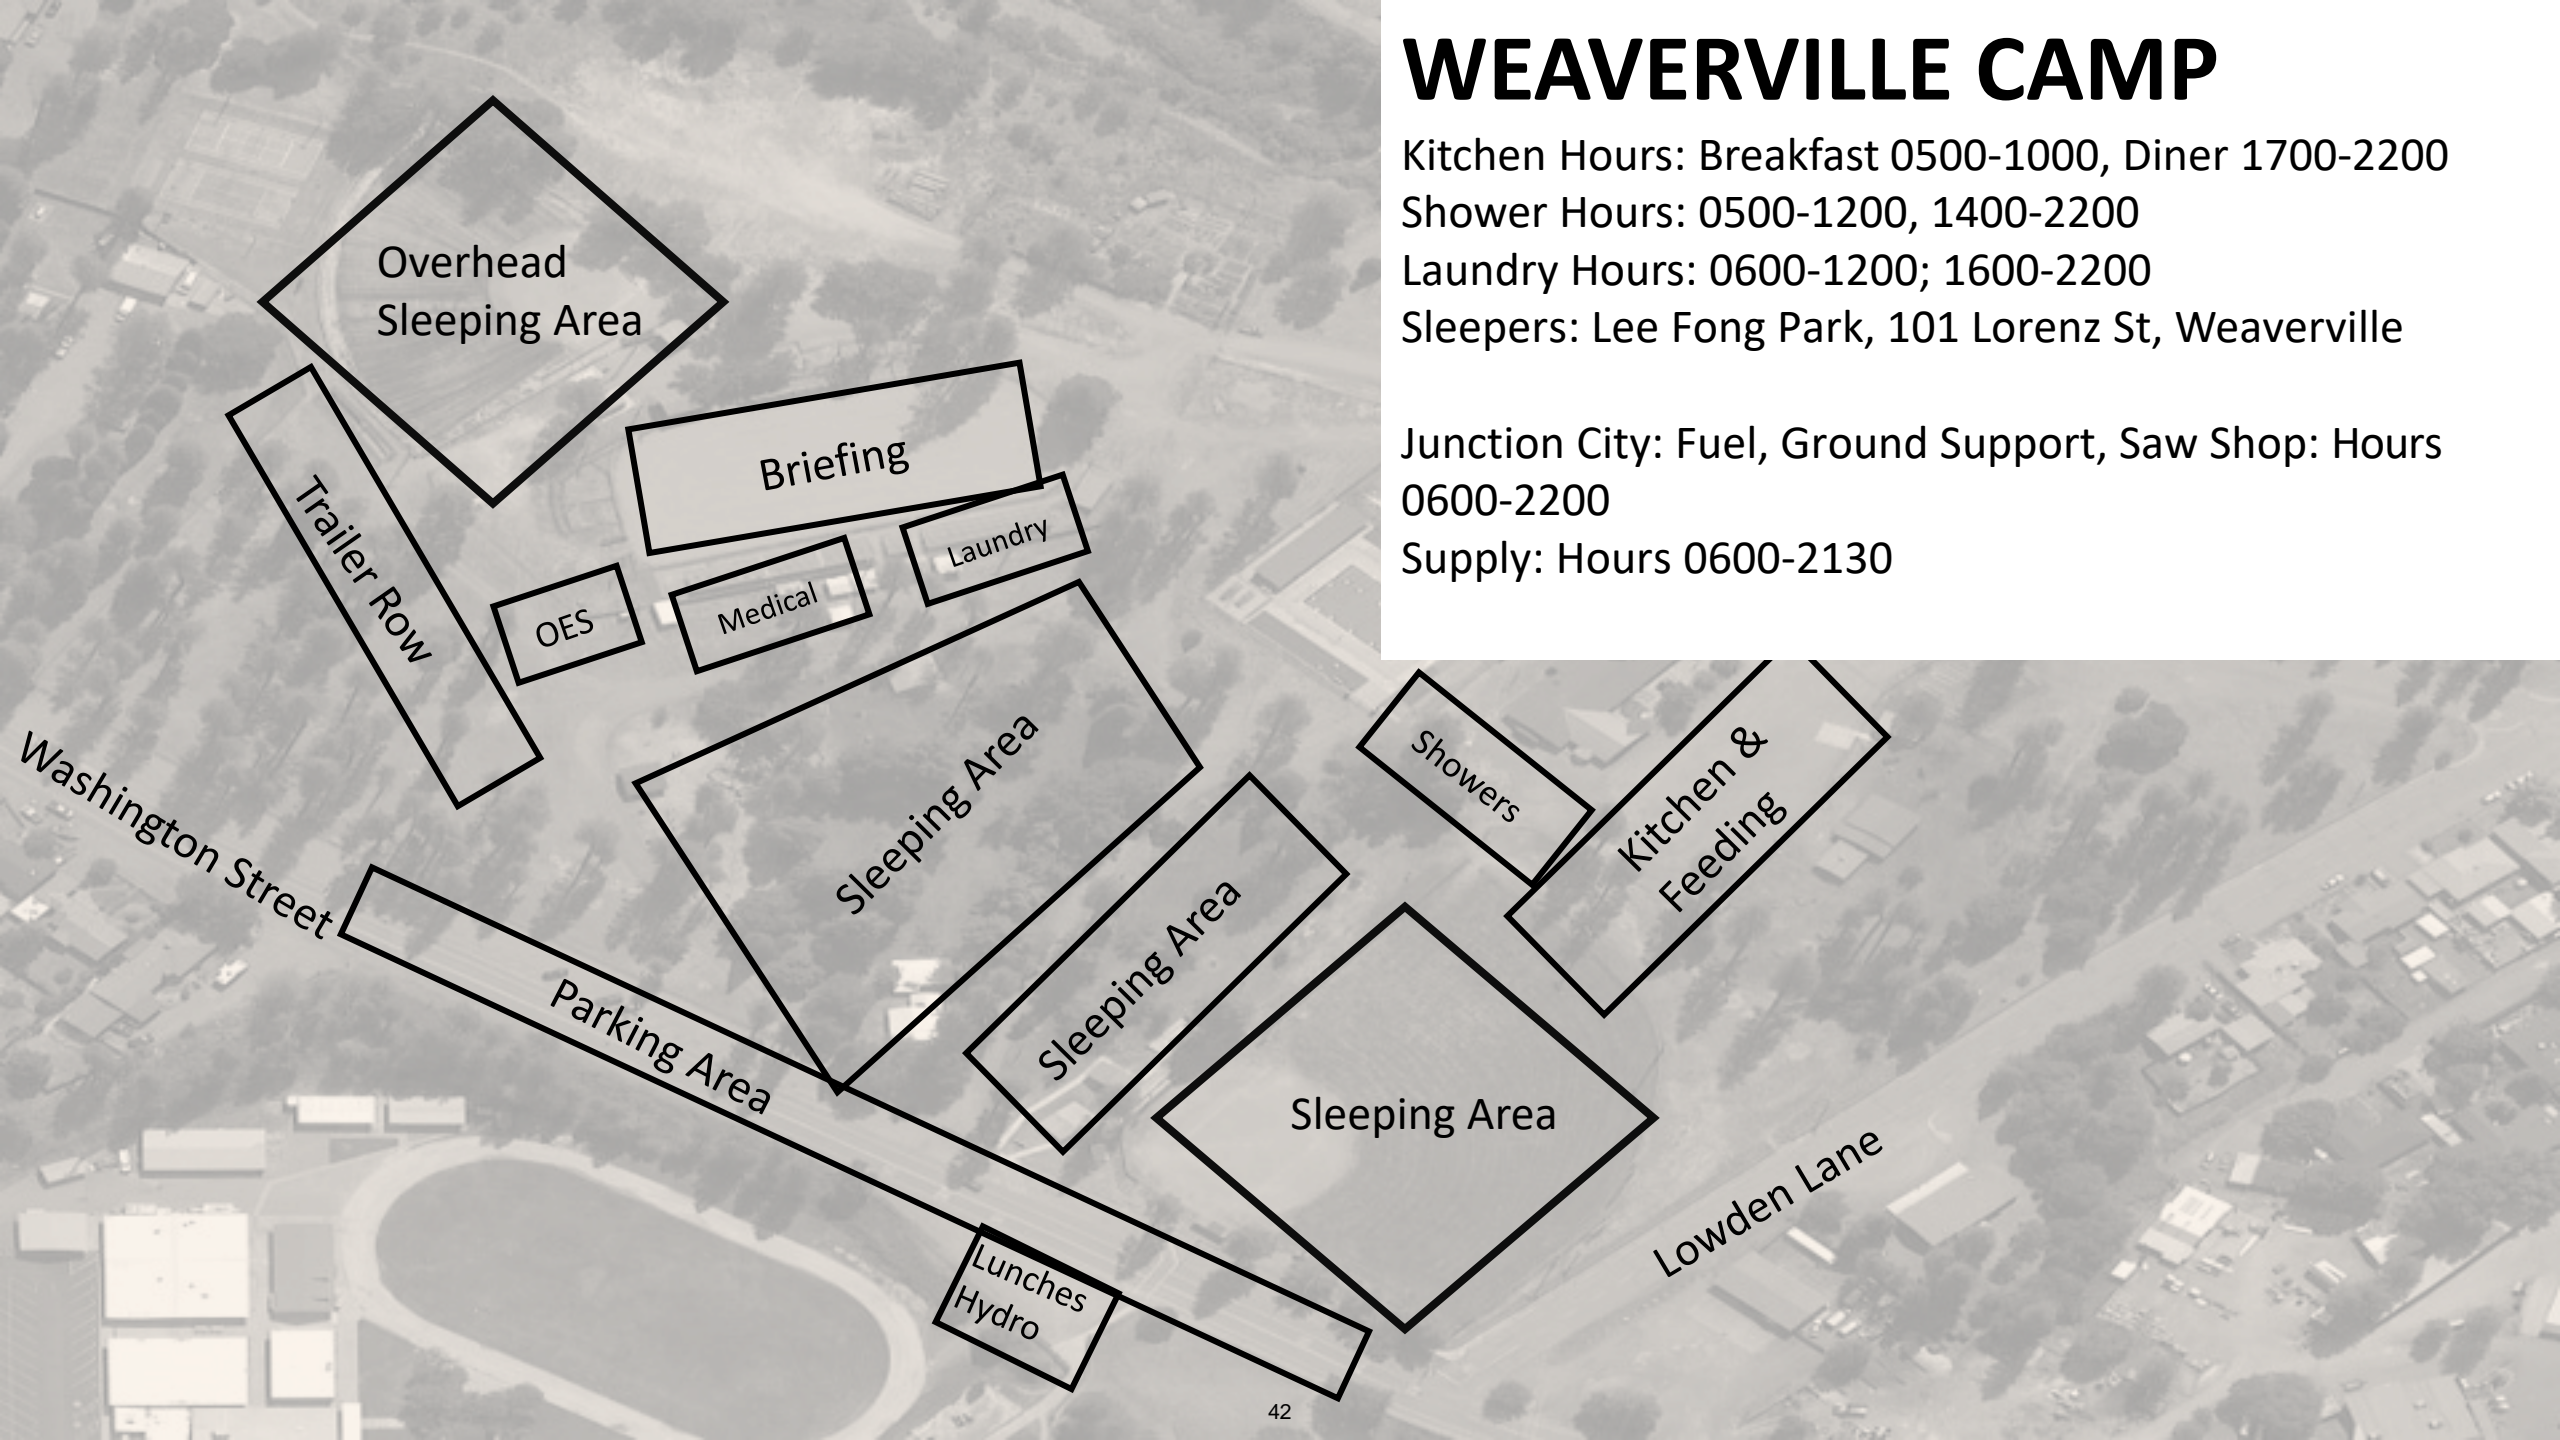 WEAVERVILLE CAMP
Kitchen Hours: Breakfast 0500-1000, Diner 1700-2200
Shower Hours: 0500-1200, 1400-2200
Laundry Hours: 0600-1200; 1600-2200
Sleepers: Lee Fong Park, 101 Lorenz St, Weaverville
Junction City: Fuel, Ground Support, Saw Shop: Hours
0600-2200
Supply: Hours 0600-2130
Overhead
Sleeping Area
Briefing
Trailer Row
Laundry
Medical
OES
Sleeping Area
Showers
Kitchen &
Feeding
Washington Street
Sleeping Area
Parking Area
Sleeping Area
Lowden Lane
Lunches
Hydro
42